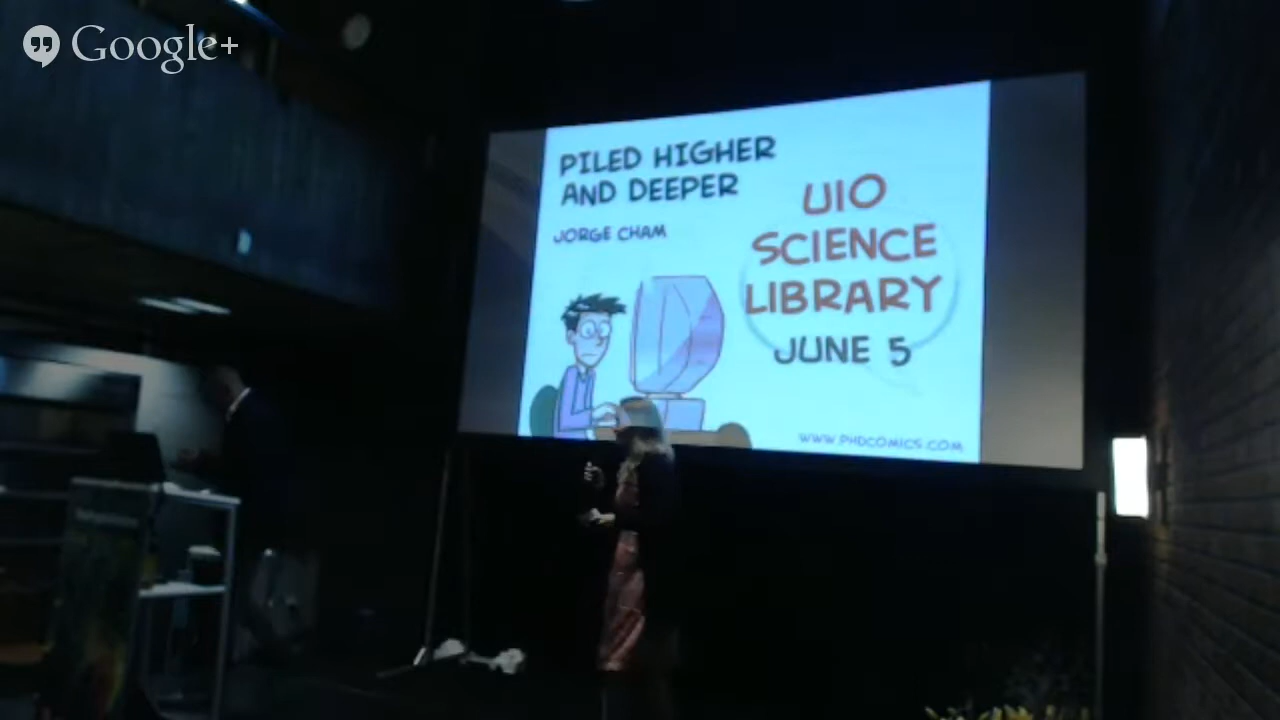 Google+
PILED HIGHER
AND DEEPER
JORGE CHAM
UIO
SCIENCE
LIBRARY
JUNE 5
WWW.PHDCOMICS.COM